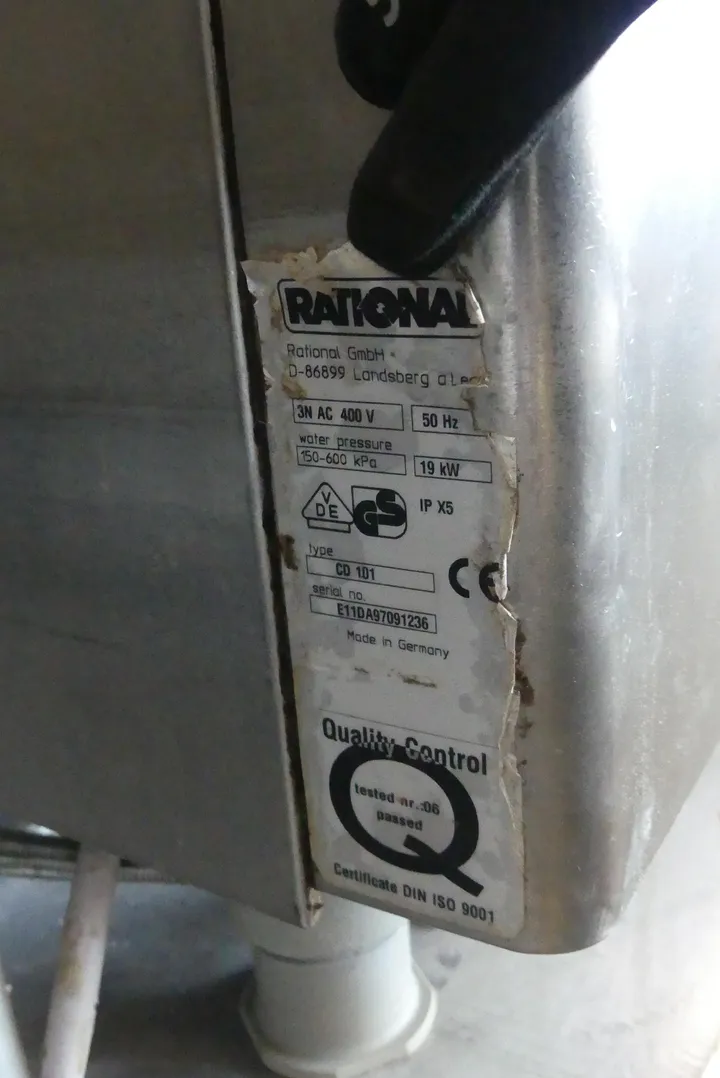 RATIONAL
Rational GmbH
D-86899 Landsberg a
3N AC 400 V 50 Hz
water pressure
150-600 kPa 19 kW
VDE GS IP X5
type
CD 101 CE
serial no.
E11DA97091236
Made in Germany
Quality Control
Q
tested nr.:06
passed
Certificate DIN ISO 9001